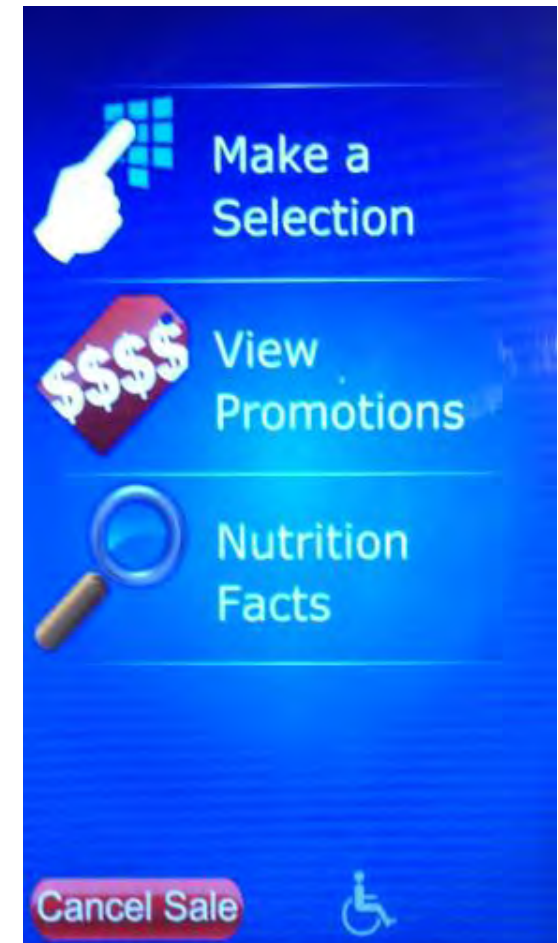 Make a
Selection
$$$$
View
Promotions
Nutrition
Facts
Cancel Sale